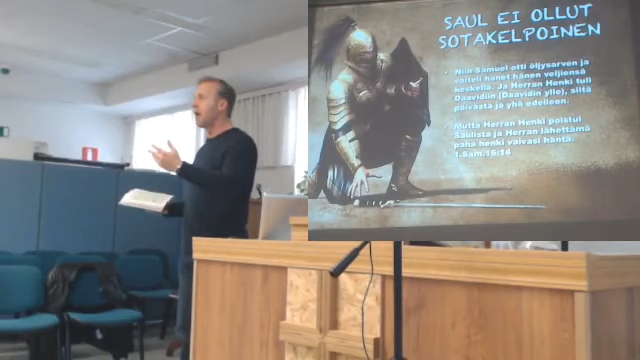 SAUL EI OLLUT
SOTAKELPOINEN
• Niin Samuel otti öljysarven ja
voiteli hänet hänen veljiensä
keskellä. Ja Herran Henki tuli
Daavidiin (Daavidin ylle), siitä
päivästä ja yhä edelleen.
• Mutta Herran Henki poistui
Saulista ja Herran lähettämä
paha henki vaivasi häntä.
1.Sam.16:14